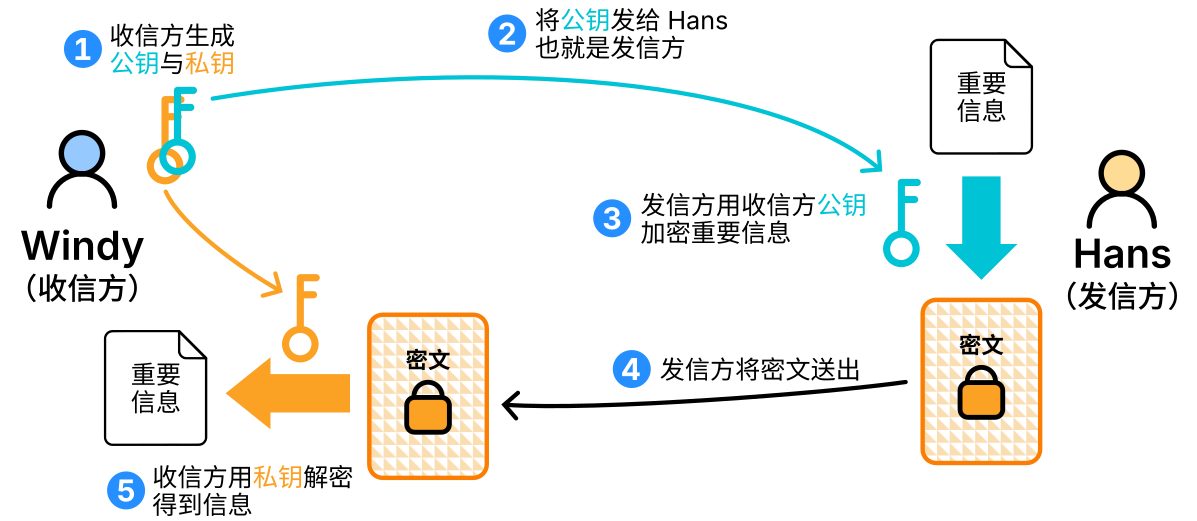 1
收信方生成
公钥与私钥
2
将公钥发给 Hans
也就是发信方
重要
信息
Windy
（收信方）
3
发信方用收信方公钥
加密重要信息
Hans
（发信方）
密文
4
发信方将密文送出
密文
重要
信息
5
收信方用私钥解密
得到信息